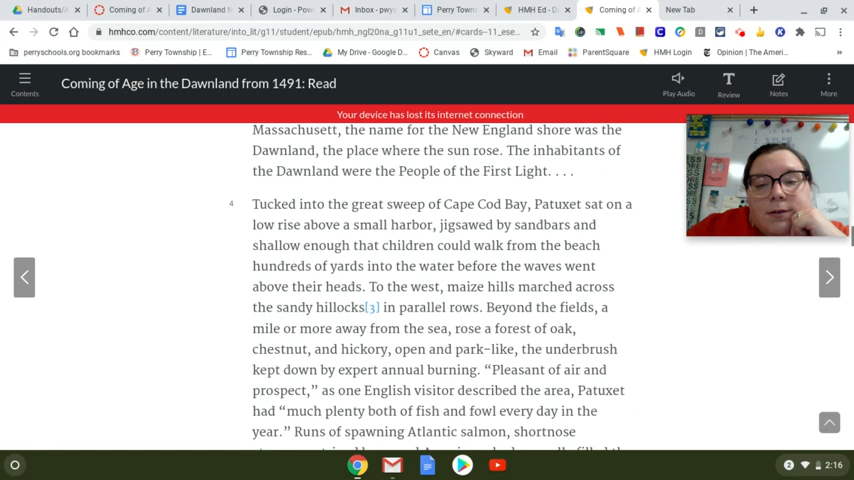 Handouts/
Coming of A
Dawnland N
Login - Pow
Inbox - pwy
Perry Town
HMH Ed - D
Coming of A
New Tab
hmhco.com/content/literature/into_lit/g11/student/epub/hmh_ngl20na_g11u1_sete_en/#cards--11_ese
perryschools.org bookmarks
Perry Township | E
Perry Township Res
My Drive - Google D
Canvas
Skyward
Email
ParentSquare
HMH Login
Opinion | The Ameri
Contents
Coming of Age in the Dawnland from 1491: Read
Play Audio
Review
Notes
More
Your device has lost its internet connection
Massachusett, the name for the New England shore was the
Dawnland, the place where the sun rose. The inhabitants of
the Dawnland were the People of the First Light. . . .
4
Tucked into the great sweep of Cape Cod Bay, Patuxet sat on a
low rise above a small harbor, jigsawed by sandbars and
shallow enough that children could walk from the beach
hundreds of yards into the water before the waves went
above their heads. To the west, maize hills marched across
the sandy hillocks[3] in parallel rows. Beyond the fields, a
mile or more away from the sea, rose a forest of oak,
chestnut, and hickory, open and park-like, the underbrush
kept down by expert annual burning. “Pleasant of air and
prospect,” as one English visitor described the area, Patuxet
had “much plenty both of fish and fowl every day in the
year.” Runs of spawning Atlantic salmon, shortnose
2
2:16